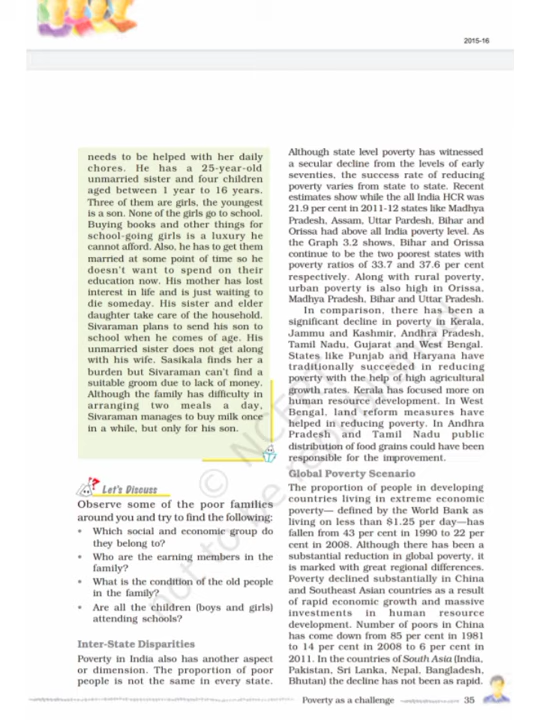 2015-16
needs to be helped with her daily
chores. He has a 25-year-old
unmarried sister and four children
aged between 1 year to 16 years.
Three of them are girls, the youngest
is a son. None of the girls go to school.
Buying books and other things for
school-going girls is a luxury he
cannot afford. Also, he has to get them
married at some point of time so he
doesn't want to spend on their
education now. His mother has lost
interest in life and is just waiting to
die someday. His sister and elder
daughter take care of the household.
Sivaraman plans to send his son to
school when he comes of age. His
unmarried sister does not get along
with his wife. Sasikala finds her a
burden but Sivaraman can't find a
suitable groom due to lack of money.
Although the family has difficulty in
arranging two meals a day,
Sivaraman manages to buy milk once
in a while, but only for his son.
Let's Discuss
Observe some of the poor families
around you and try to find the following:
• Which social and economic group do
they belong to?
• Who are the earning members in the
family?
• What is the condition of the old people
in the family?
• Are all the children (boys and girls)
attending schools?
Inter-State Disparities
Poverty in India also has another aspect
or dimension. The proportion of poor
people is not the same in every state.
Although state level poverty has witnessed
a secular decline from the levels of early
seventies, the success rate of reducing
poverty varies from state to state. Recent
estimates show while the all India HCR was
21.9 per cent in 2011-12 states like Madhya
Pradesh, Assam, Uttar Pardesh, Bihar and
Orissa had above all India poverty level. As
the Graph 3.2 shows, Bihar and Orissa
continue to be the two poorest states with
poverty ratios of 33.7 and 37.6 per cent
respectively. Along with rural poverty,
urban poverty is also high in Orissa,
Madhya Pradesh, Bihar and Uttar Pradesh.
In comparison, there has been a
significant decline in poverty in Kerala,
Jammu and Kashmir, Andhra Pradesh,
Tamil Nadu, Gujarat and West Bengal.
States like Punjab and Haryana have
traditionally succeeded in reducing
poverty with the help of high agricultural
growth rates. Kerala has focused more on
human resource development. In West
Bengal, land reform measures have
helped in reducing poverty. In Andhra
Pradesh and Tamil Nadu public
distribution of food grains could have been
responsible for the improvement.
Global Poverty Scenario
The proportion of people in developing
countries living in extreme economic
poverty— defined by the World Bank as
living on less than $1.25 per day—has
fallen from 43 per cent in 1990 to 22 per
cent in 2008. Although there has been a
substantial reduction in global poverty, it
is marked with great regional differences.
Poverty declined substantially in China
and Southeast Asian countries as a result
of rapid economic growth and massive
investments in human resource
development. Number of poors in China
has come down from 85 per cent in 1981
to 14 per cent in 2008 to 6 per cent in
2011. In the countries of South Asia (India,
Pakistan, Sri Lanka, Nepal, Bangladesh,
Bhutan) the decline has not been as rapid.
Poverty as a challenge 35
© NCERT
not to be republished